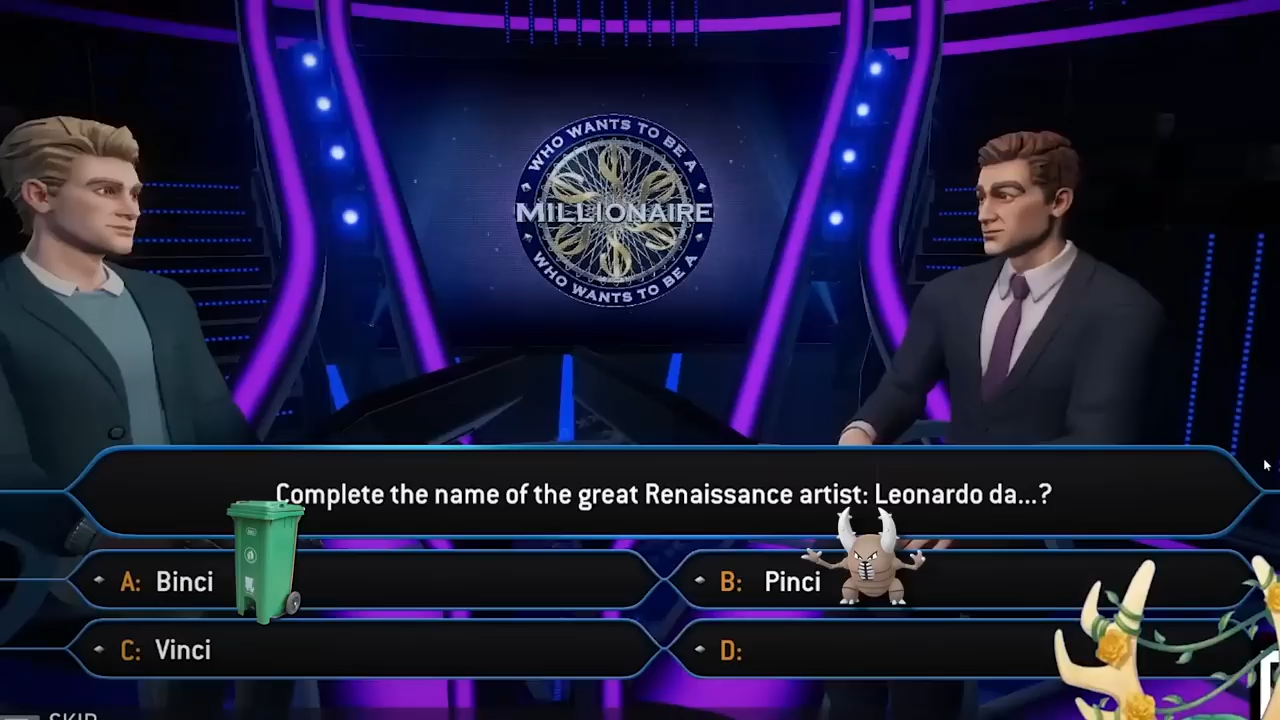 WHO WANTS TO BE A
MILLIONAIRE
WHO WANTS TO BE A
Complete the name of the great Renaissance artist: Leonardo da...?
A: Binci
B: Pinci
C: Vinci
D:
SKIP